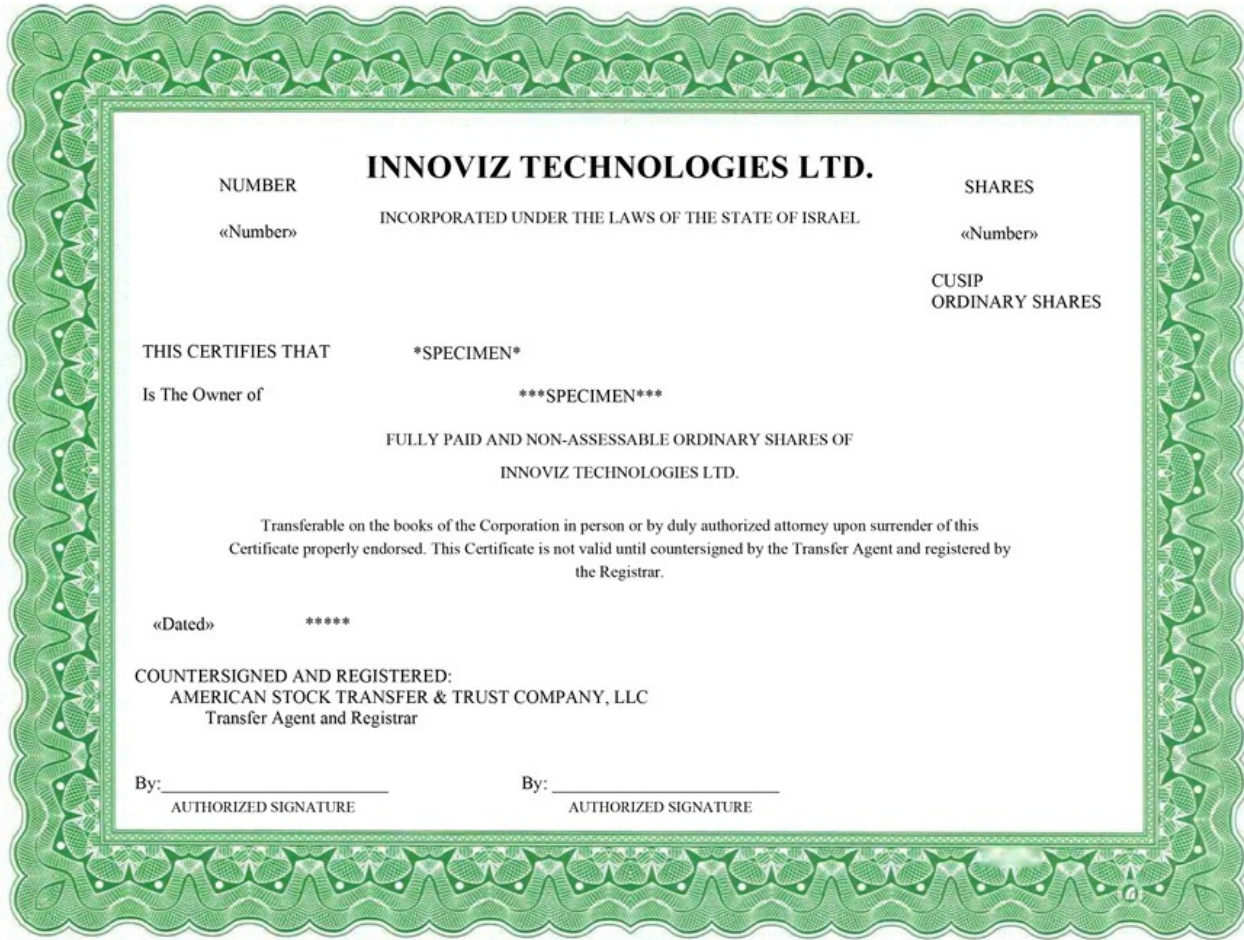 INNOVIZ TECHNOLOGIES LTD.
NUMBER
SHARES
INCORPORATED UNDER THE LAWS OF THE STATE OF ISRAEL
«Number»
«Number»
CUSIP
ORDINARY SHARES
THIS CERTIFIES THAT *SPECIMEN*
Is The Owner of ***SPECIMEN***
FULLY PAID AND NON-ASSESSABLE ORDINARY SHARES OF
INNOVIZ TECHNOLOGIES LTD.
Transferable on the books of the Corporation in person or by duly authorized attorney upon surrender of this
Certificate properly endorsed. This Certificate is not valid until countersigned by the Transfer Agent and registered by
the Registrar.
«Dated» *****
COUNTERSIGNED AND REGISTERED:
AMERICAN STOCK TRANSFER & TRUST COMPANY, LLC
Transfer Agent and Registrar
By:__________________________ By: __________________________
AUTHORIZED SIGNATURE AUTHORIZED SIGNATURE